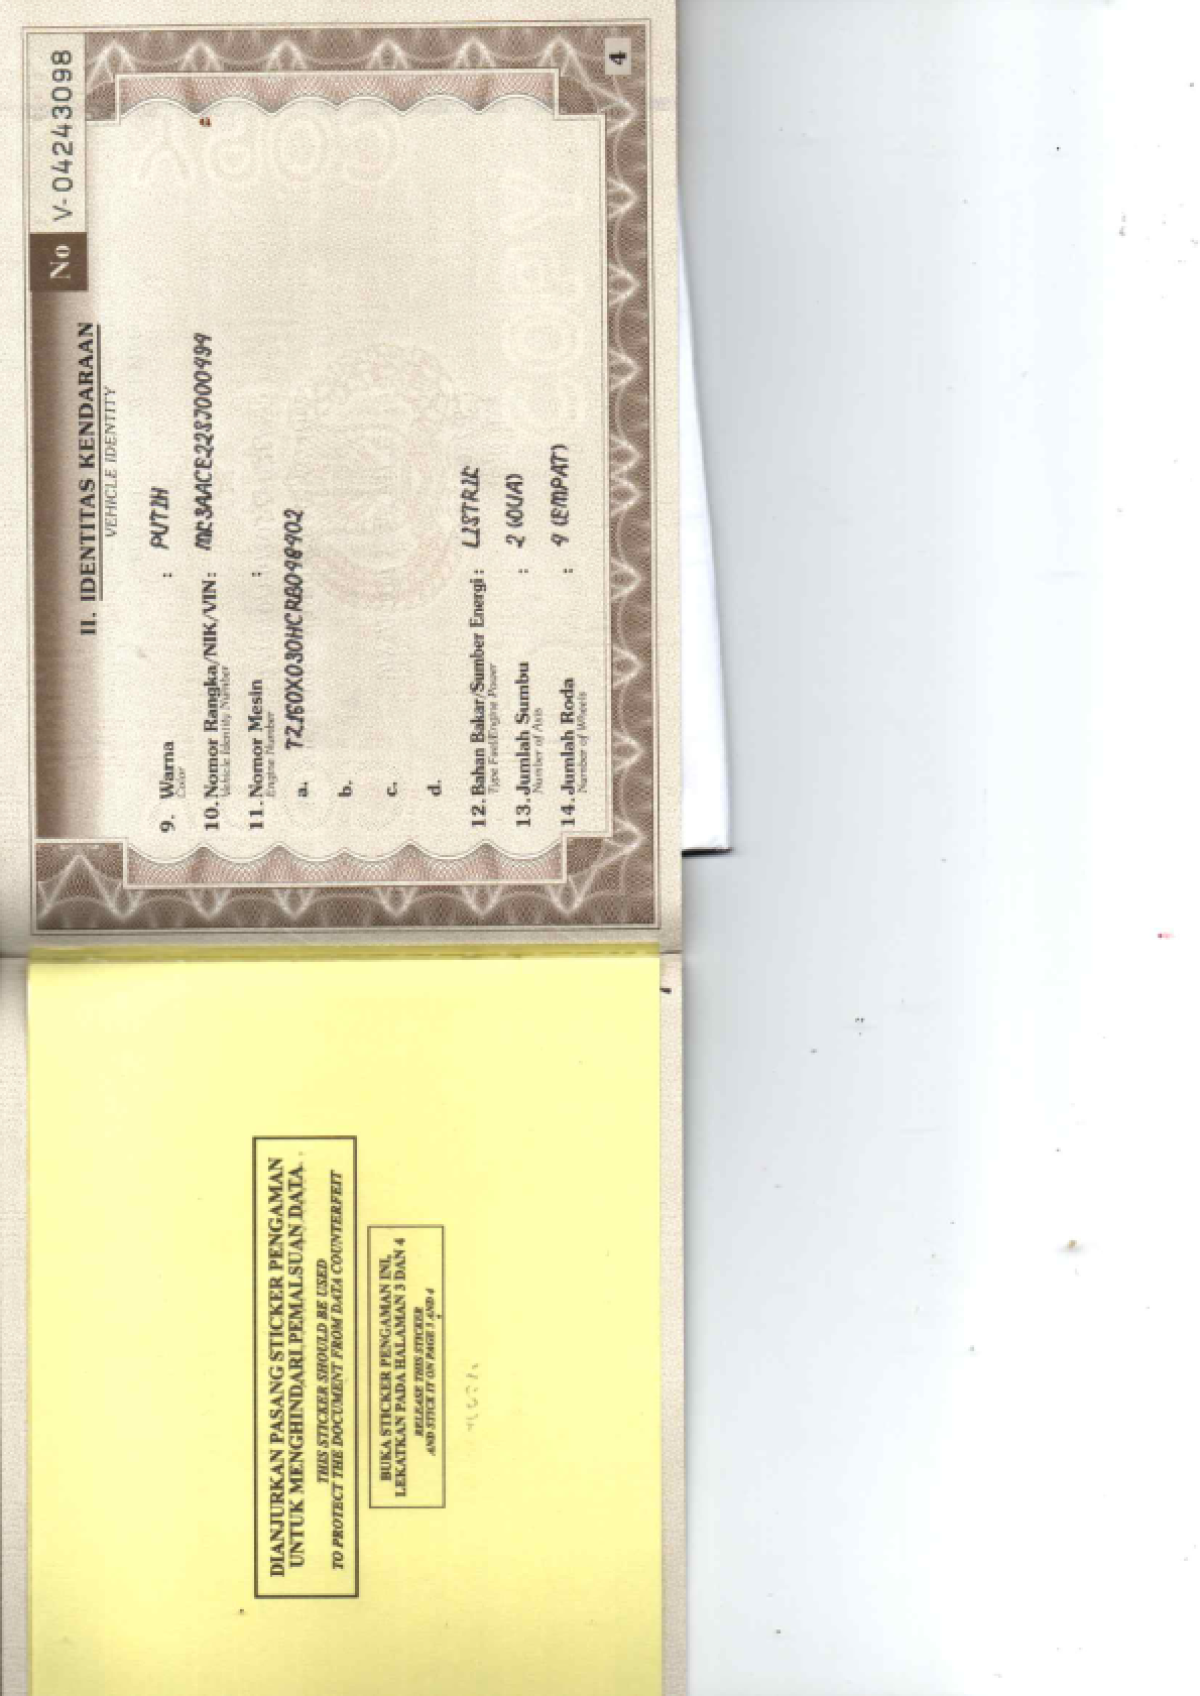 II. IDENTITAS KENDARAAN
VEHICLE IDENTITY
No V-04243098
9. Warna : PUTIH
Color
10. Nomor Rangka/NIK/VIN :
Vehicle Identity Number
11. Nomor Mesin :
Engine Number
a.
b.
c.
d.
12. Bahan Bakar/Sumber Energi : LISTRIK
Type Fuel/Engine Power
13. Jumlah Sumbu : 2 (DUA)
Number of Axis
14. Jumlah Roda : 4 (EMPAT)
Number of Wheels
4
DIANJURKAN PASANG STICKER PENGAMAN
UNTUK MENGHINDARI PEMALSUAN DATA
THIS STICKER SHOULD BE USED
TO PROTECT THE DOCUMENT FROM DATA COUNTERFEIT
BUKA STICKER PENGAMAN INI,
LEKATKAN PADA HALAMAN 3 DAN 4
RELEASE THIS STICKER
AND STICK IT ON PAGE 3 AND 4